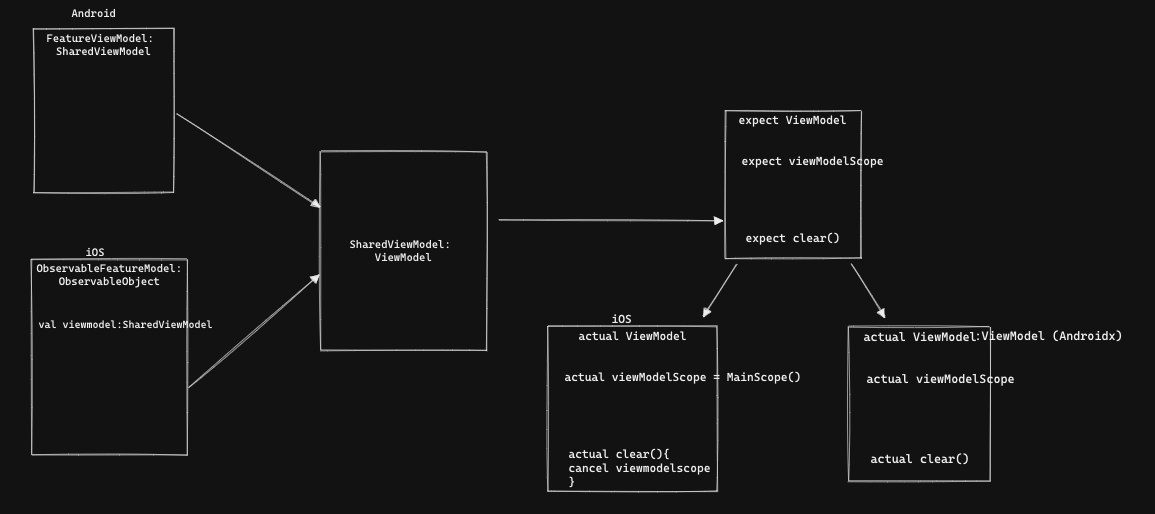 Android
FeatureViewModel:
SharedViewModel
iOS
ObservableFeatureModel:
ObservableObject
val viewmodel:SharedViewModel
SharedViewModel:
ViewModel
expect ViewModel
expect viewModelScope
expect clear()
iOS
actual ViewModel
actual viewModelScope = MainScope()
actual clear(){
cancel viewmodelscope
}
actual ViewModel:ViewModel (Androidx)
actual viewModelScope
actual clear()